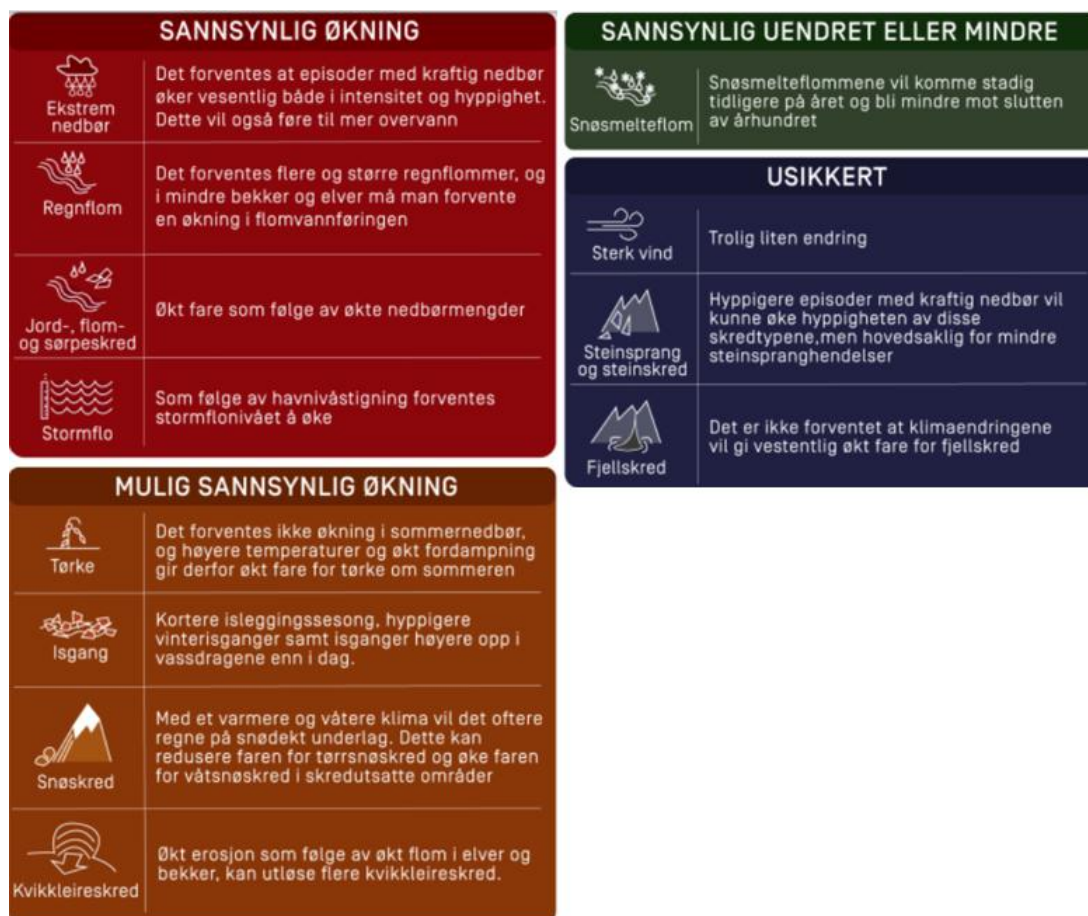 SANNSYNLIG ØKNING
Ekstrem
nedbør
Det forventes at episoder med kraftig nedbør
øker vesentlig både i intensitet og hyppighet.
Dette vil også føre til mer overvann
Regnflom
Det forventes flere og større regnflommer, og
i mindre bekker og elver må man forvente
en økning i flomvannføringen
Jord-, flom-
og sørpeskred
Økt fare som følge av økte nedbørmengder
Stormflo
Som følge av havnivåstigning forventes
stormflonivået å øke
MULIG SANNSYNLIG ØKNING
Tørke
Det forventes ikke økning i sommernedbør,
og høyere temperaturer og økt fordampning
gir derfor økt fare for tørke om sommeren
Isgang
Kortere isleggingssesong, hyppigere
vinterisganger samt isganger høyere opp i
vassdragene enn i dag.
Snøskred
Med et varmere og våtere klima vil det oftere
regne på snødekt underlag. Dette kan
redusere faren for tørrsnøskred og øke faren
for våtsnøskred i skredutsatte områder
Kvikkleireskred
Økt erosjon som følge av økt flom i elver og
bekker, kan utløse flere kvikkleireskred.
SANNSYNLIG UENDRET ELLER MINDRE
Snøsmelteflom
Snøsmelteflommene vil komme stadig
tidligere på året og bli mindre mot slutten
av århundret
USIKKERT
Sterk vind
Trolig liten endring
Steinsprang
og steinskred
Hyppigere episoder med kraftig nedbør vil
kunne øke hyppigheten av disse
skredtypene,men hovedsaklig for mindre
steinspranghendelser
Fjellskred
Det er ikke forventet at klimaendringene
vil gi vestentlig økt fare for fjellskred